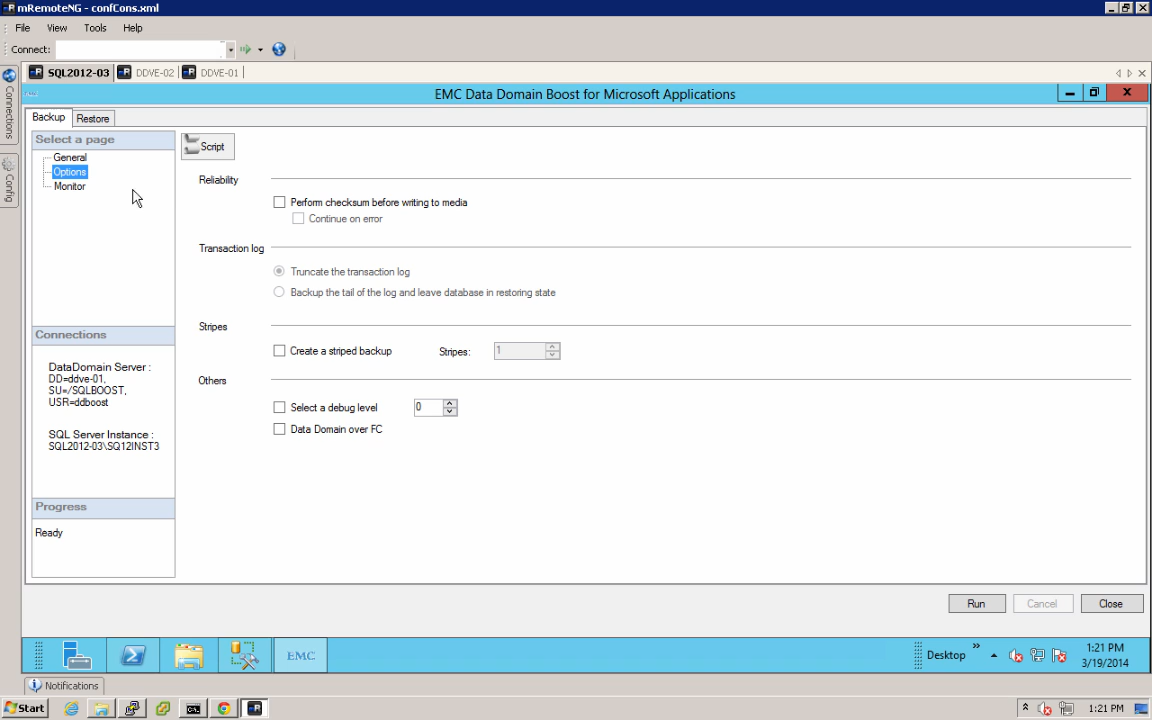 mRemoteNG - confCons.xml
File View Tools Help
Connect:
SQL2012-03 DDVE-02 DDVE-01
Connections
Config
EMC Data Domain Boost for Microsoft Applications
Backup Restore
Select a page
General
Options
Monitor
Script
Reliability
Perform checksum before writing to media
Continue on error
Transaction log
Truncate the transaction log
Backup the tail of the log and leave database in restoring state
Stripes
Create a striped backup Stripes: 1
Others
Select a debug level 0
Data Domain over FC
Connections
DataDomain Server :
DD=ddve-01,
SU=/SQLBOOST,
USR=ddboost
SQL Server Instance :
SQL2012-03\SQ12INST3
Progress
Ready
Run Cancel Close
EMC
Desktop
1:21 PM
3/19/2014
Notifications
Start
1:21 PM